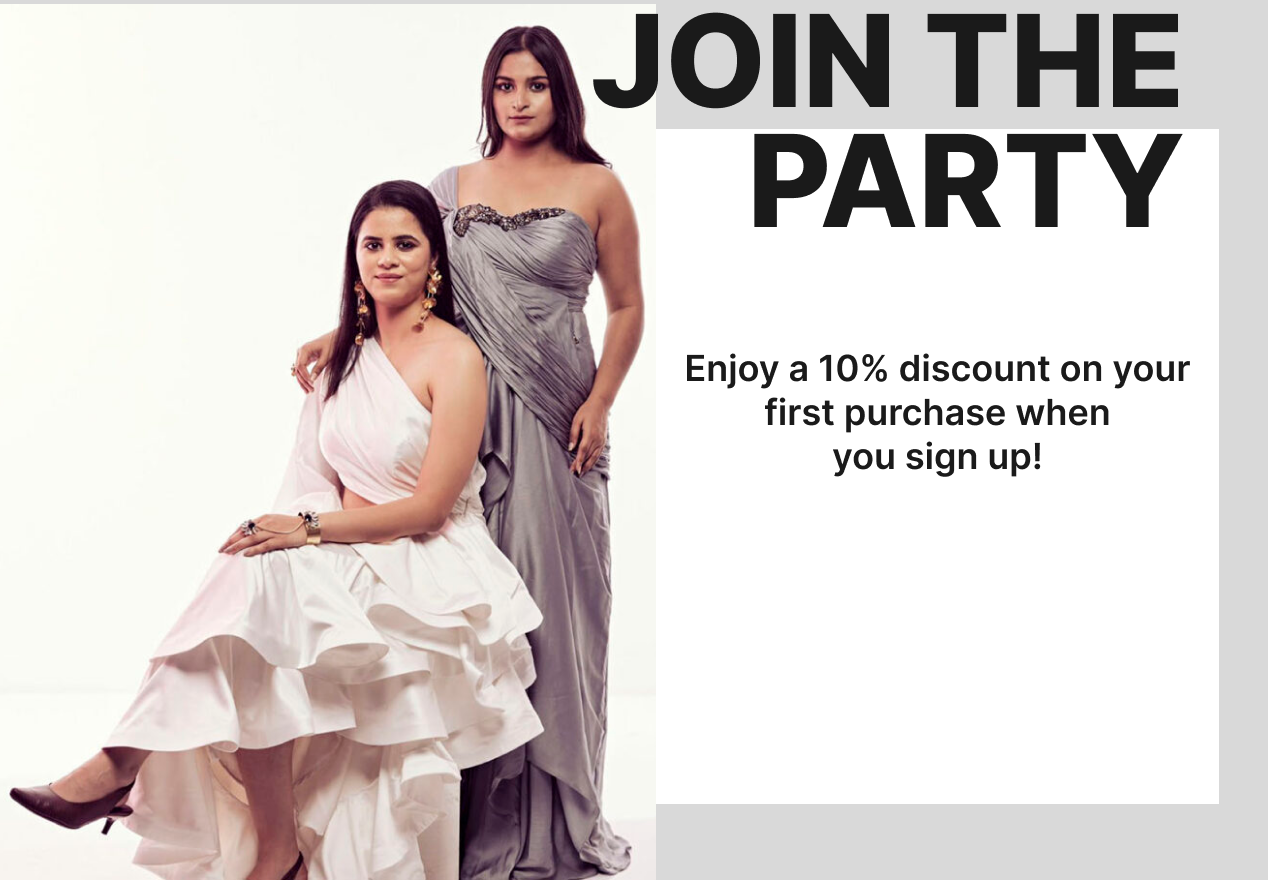 JOIN THE
PARTY
Enjoy a 10% discount on your
first purchase when
you sign up!